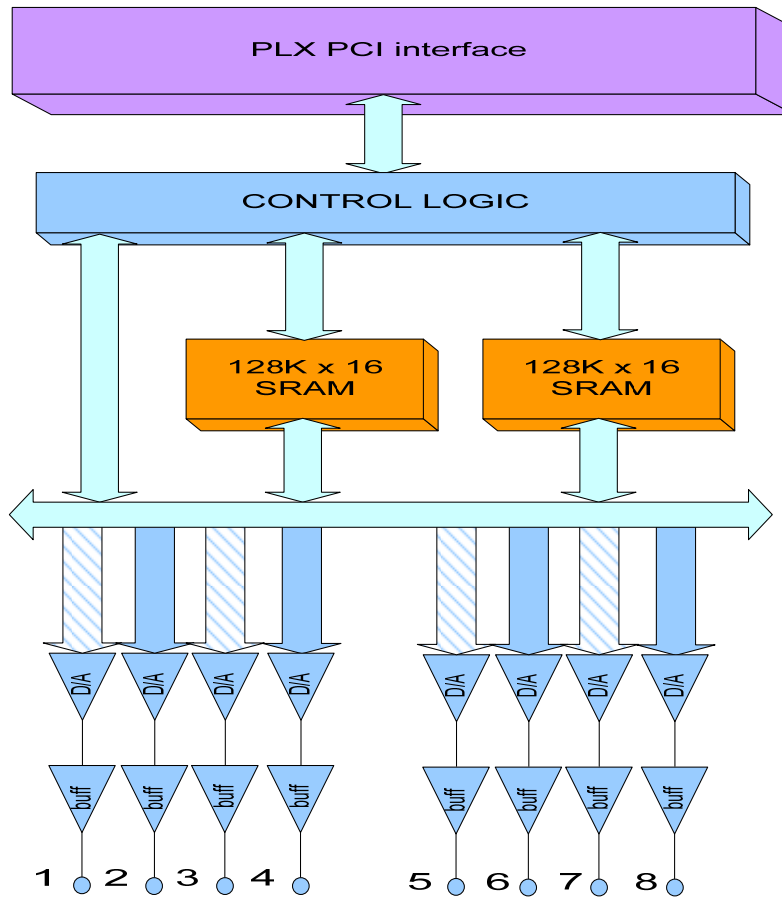 PLX PCI interface
CONTROL LOGIC
128K x 16
SRAM
128K x 16
SRAM
D/A D/A D/A D/A D/A D/A D/A D/A
buff buff buff buff buff buff buff buff
1 2 3 4 5 6 7 8